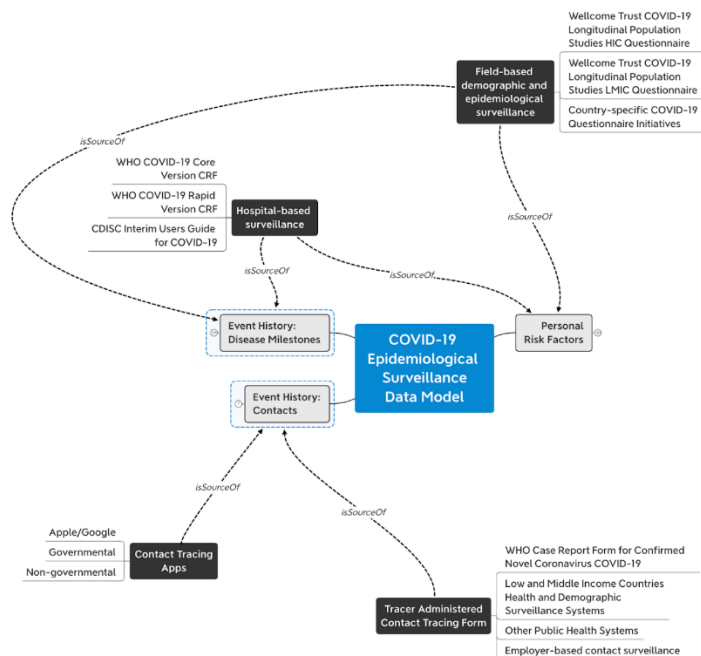 Wellcome Trust COVID-19
Longitudinal Population
Studies HIC Questionnaire
Wellcome Trust COVID-19
Longitudinal Population
Studies LMIC Questionnaire
Country-specific COVID-19
Questionnaire Initiatives
Field-based
demographic and
epidemiological
surveillance
isSourceOf
WHO COVID-19 Core
Version CRF
WHO COVID-19 Rapid
Version CRF
CDISC Interim Users Guide
for COVID-19
Hospital-based
surveillance
isSourceOf
isSourceOf
isSourceOf
Event History:
Disease Milestones
COVID-19
Epidemiological
Surveillance
Data Model
Personal
Risk Factors
Event History:
Contacts
isSourceOf
isSourceOf
Apple/Google
Governmental
Non-governmental
Contact Tracing
Apps
Tracer Administered
Contact Tracing Form
WHO Case Report Form for Confirmed
Novel Coronavirus COVID-19
Low and Middle Income Countries
Health and Demographic
Surveillance Systems
Other Public Health Systems
Employer-based contact surveillance